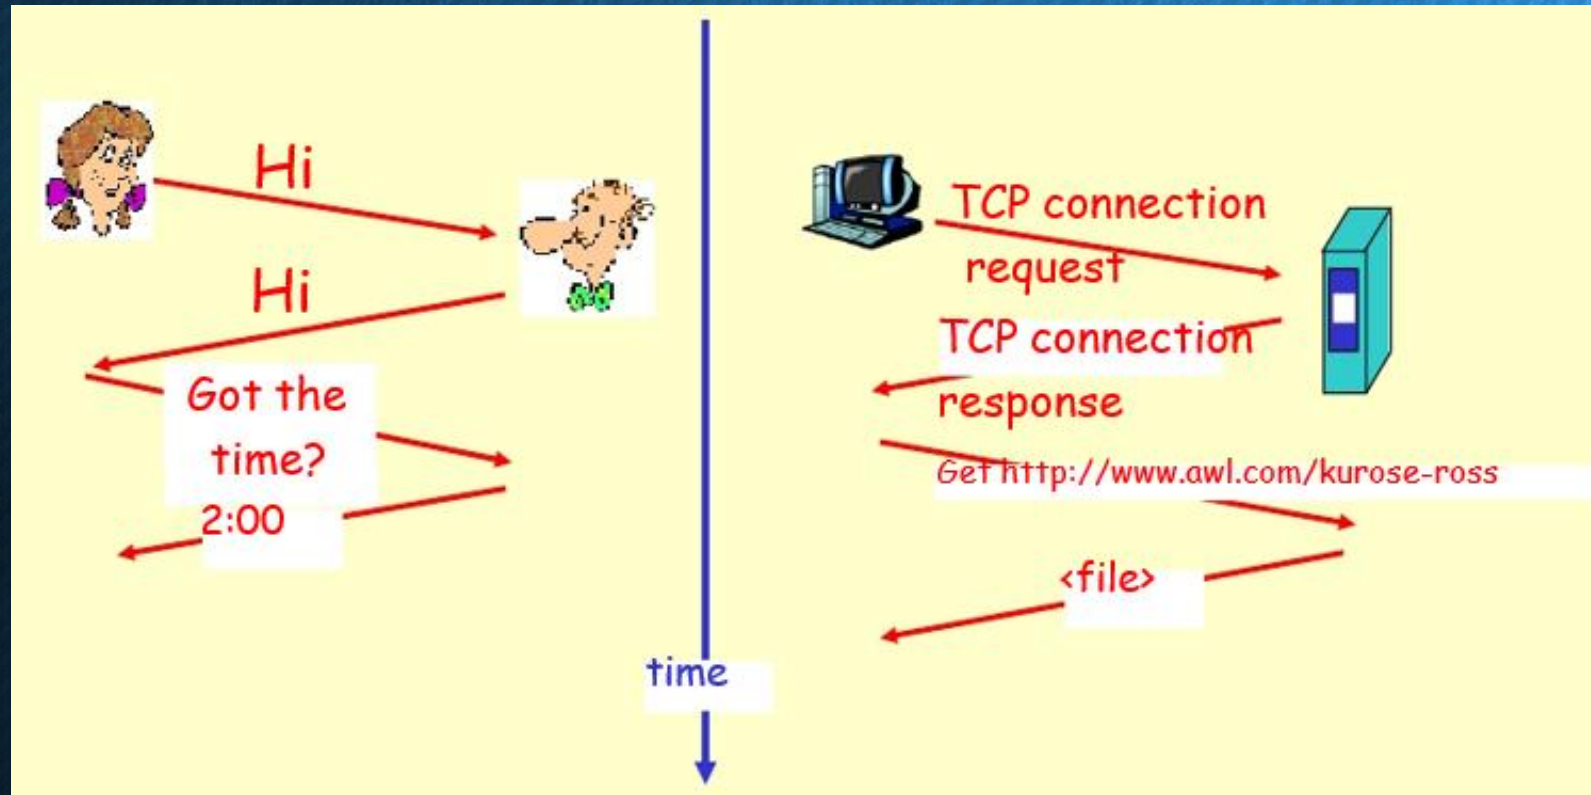 Hi
Hi
Got the
time?
2:00
time
TCP connection
request
TCP connection
response
Get http://www.awl.com/kurose-ross
<file>